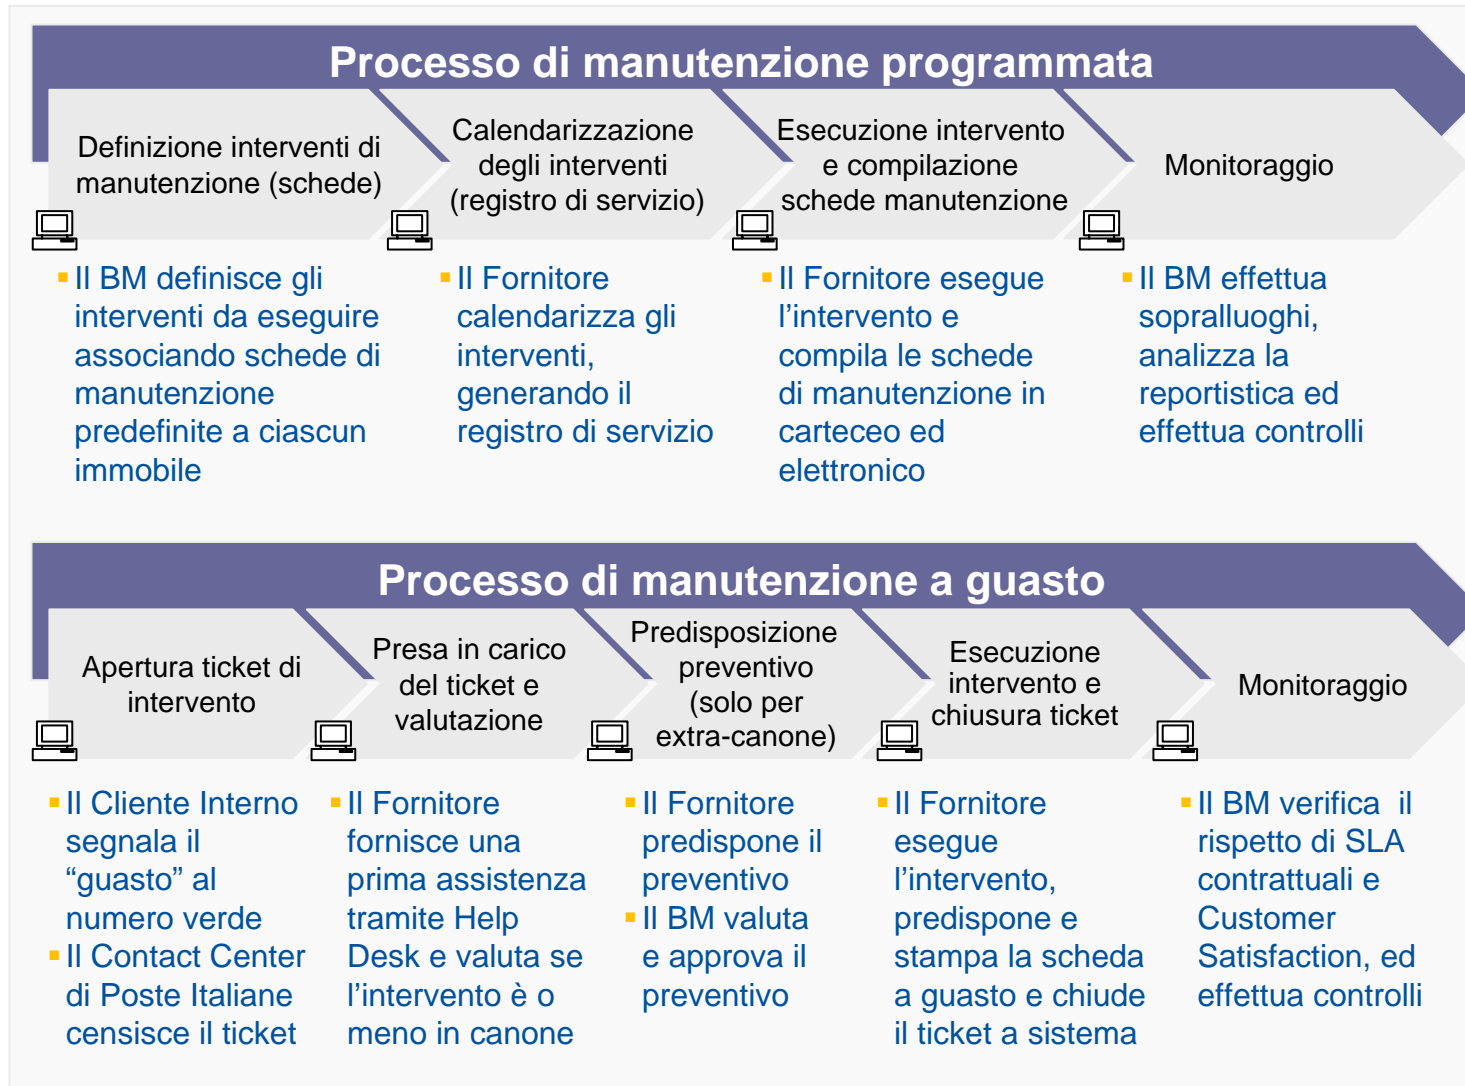 Processo di manutenzione programmata
Definizione interventi di
manutenzione (schede)
Calendarizzazione
degli interventi
(registro di servizio)
Esecuzione intervento
e compilazione
schede manutenzione
Monitoraggio
▪ Il BM definisce gli
interventi da eseguire
associando schede di
manutenzione
predefinite a ciascun
immobile
▪ Il Fornitore
calendarizza gli
interventi,
generando il
registro di servizio
▪ Il Fornitore esegue
l’intervento e
compila le schede
di manutenzione in
carteceo ed
elettronico
▪ Il BM effettua
sopralluoghi,
analizza la
reportistica ed
effettua controlli
Processo di manutenzione a guasto
Apertura ticket di
intervento
Presa in carico
del ticket e
valutazione
Predisposizione
preventivo
(solo per
extra-canone)
Esecuzione
intervento e
chiusura ticket
Monitoraggio
▪ Il Cliente Interno
segnala il
“guasto” al
numero verde
▪ Il Contact Center
di Poste Italiane
censisce il ticket
▪ Il Fornitore
fornisce una
prima assistenza
tramite Help
Desk e valuta se
l’intervento è o
meno in canone
▪ Il Fornitore
predispone il
preventivo
▪ Il BM valuta
e approva il
preventivo
▪ Il Fornitore
esegue
l’intervento,
predispone e
stampa la scheda
a guasto e chiude
il ticket a sistema
▪ Il BM verifica il
rispetto di SLA
contrattuali e
Customer
Satisfaction, ed
effettua controlli